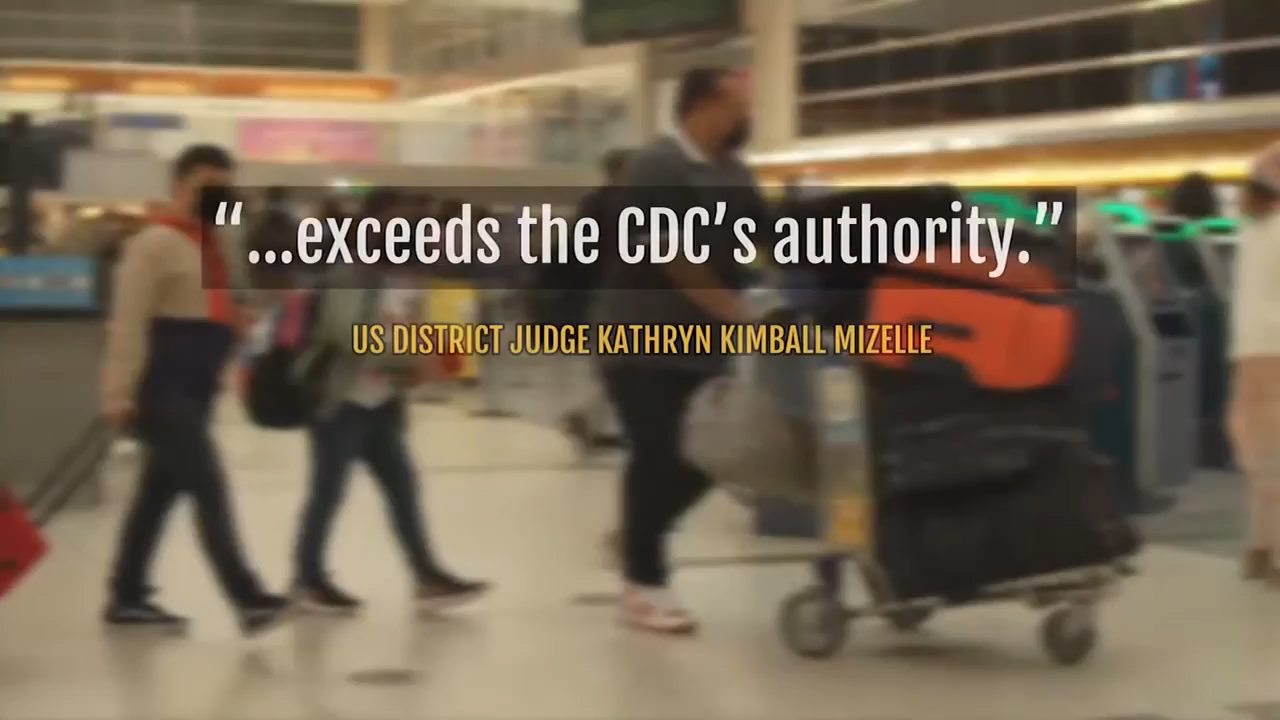 “...exceeds the CDC’s authority.”
US DISTRICT JUDGE KATHRYN KIMBALL MIZELLE